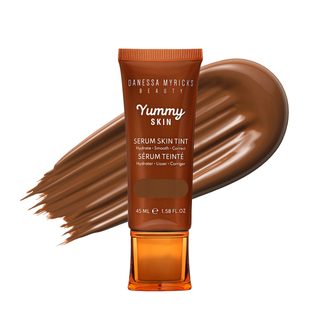 DANESSA MYRICKS
BEAUTY
Yummy
SKIN
SERUM SKIN TINT
Hydrate • Smooth • Correct
SÉRUM TEINTÉ
Hydrater • Lisser • Corriger
45 ML ℮ 1.58 FL. OZ